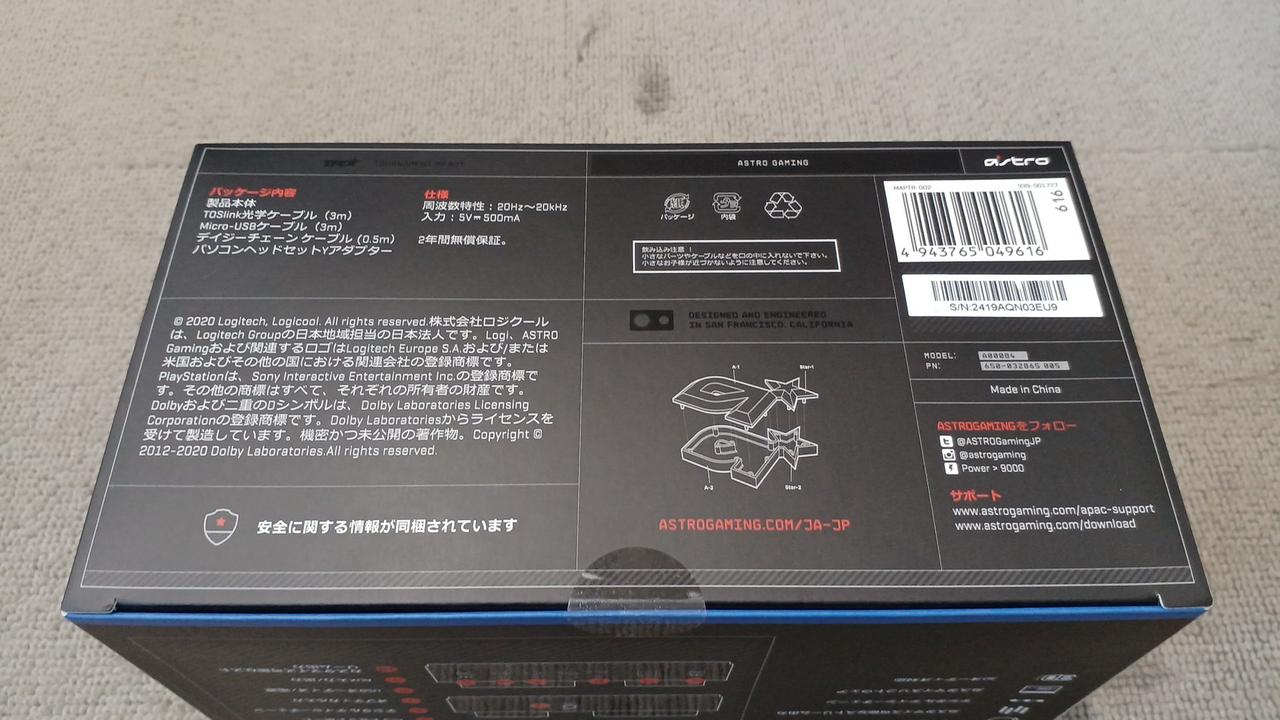 TOURNAMENT READY
ASTRO GAMING
astro
パッケージ内容
製品本体
TOSlink光学ケーブル（3m）
Micro-USBケーブル（3m）
デイジーチェーン ケーブル（0.5m）
パソコンヘッドセットYアダプター
仕様
周波数特性：20Hz〜20kHz
入力：5V⎓500mA
2年間無償保証。
パッケージ
内袋
飲み込み注意！
小さなパーツやケーブルなどを口の中に入れないで下さい。
小さなお子様が近づかないように注意してください。
MAPTR-002
939-001727
616
4 943765 049616
S/N:2419AQN03EU9
© 2020 Logitech, Logicool. All rights reserved.株式会社ロジクール
は、Logitech Groupの日本地域担当の日本法人です。Logi、ASTRO
Gamingおよび関連するロゴはLogitech Europe S.A.および/または
米国およびその他の国における関連会社の登録商標です。
PlayStationは、Sony Interactive Entertainment Inc.の登録商標で
す。その他の商標はすべて、それぞれの所有者の財産です。
Dolbyおよび二重のDシンボルは、Dolby Laboratories Licensing
Corporationの登録商標です。Dolby Laboratoriesからライセンスを
受けて製造しています。機密かつ未公開の著作物。Copyright ©
2012-2020 Dolby Laboratories.All rights reserved.
DESIGNED AND ENGINEERED
IN SAN FRANCISCO, CALIFORNIA
A-1
Star-1
A-2
Star-2
MODEL: A00084
PN: 650-032865.005
Made in China
ASTROGAMINGをフォロー
@ASTROGamingJP
@astrogaming
Power > 9000
サポート
www.astrogaming.com/apac-support
www.astrogaming.com/download
安全に関する情報が同梱されています
ASTROGAMING.COM/JA-JP